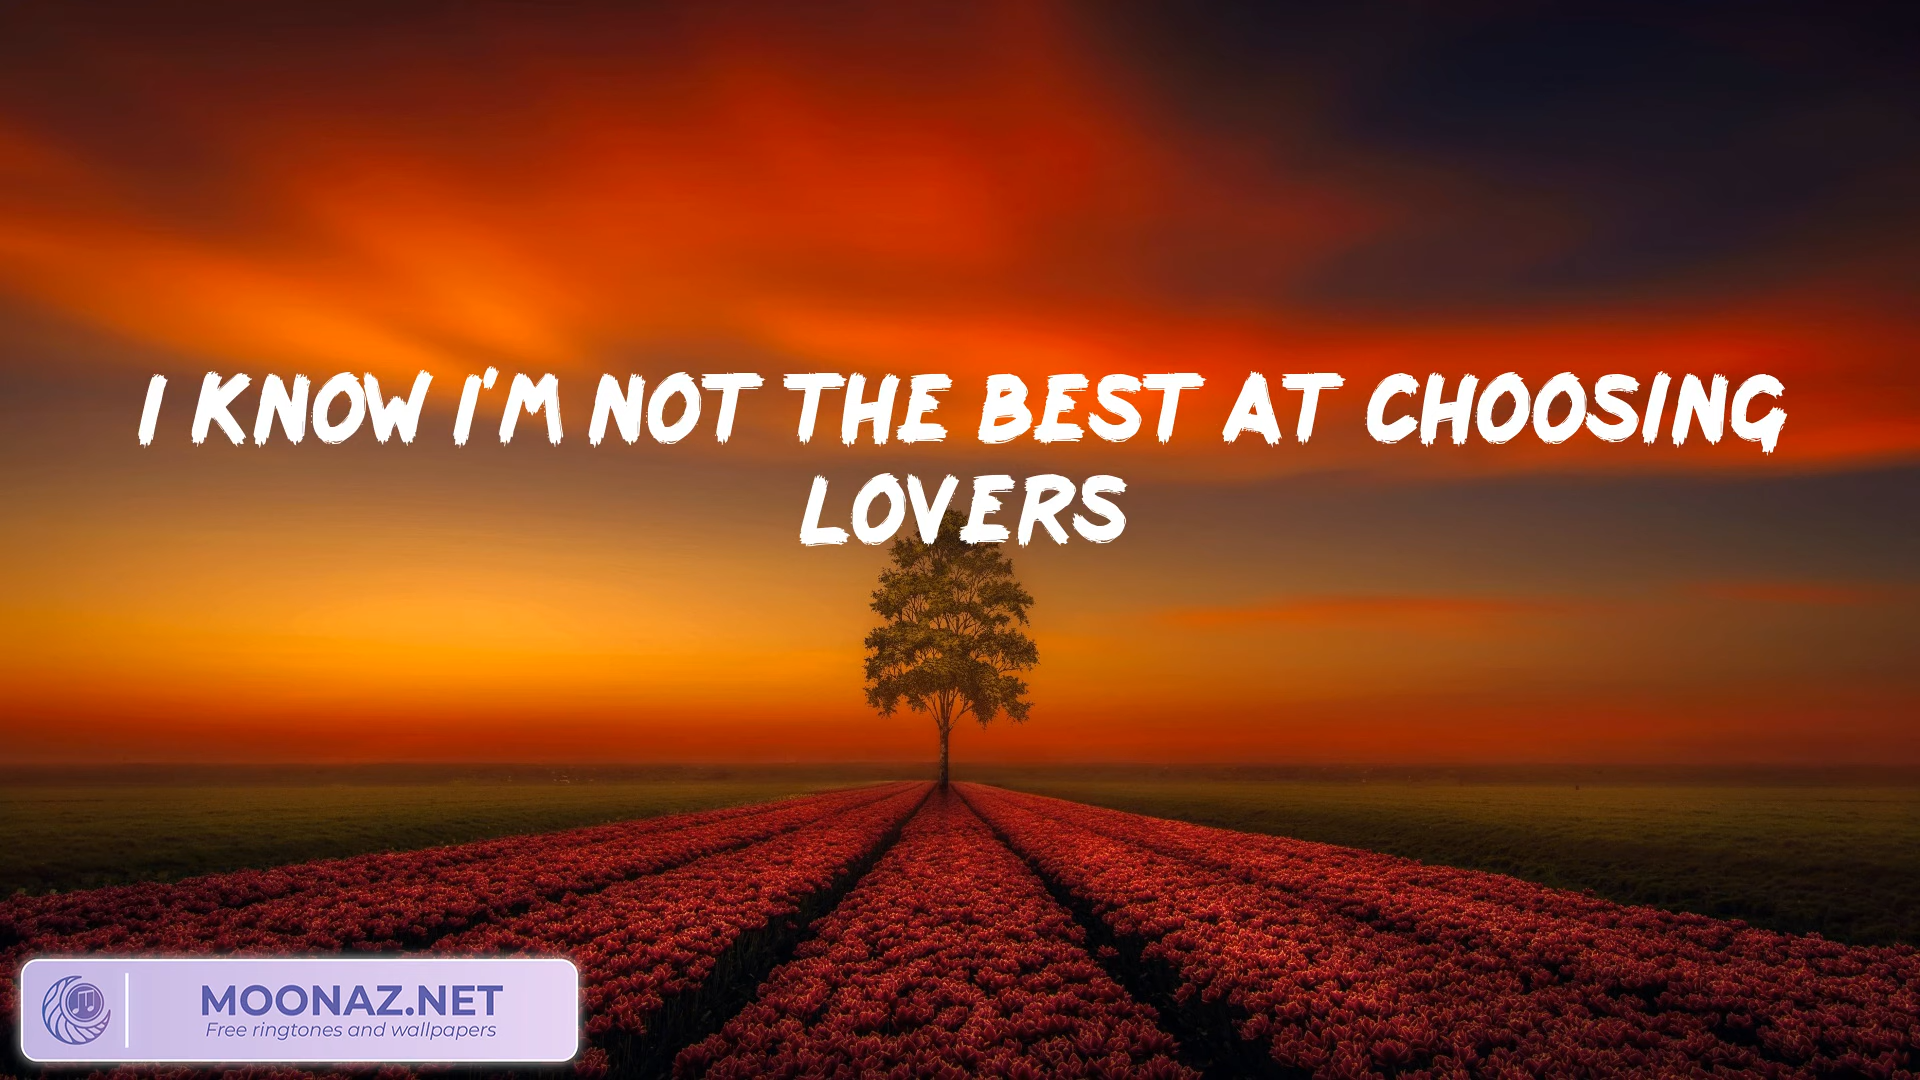 I KNOW I'M NOT THE BEST AT CHOOSING
LOVERS
MOONAZ.NET
Free ringtones and wallpapers